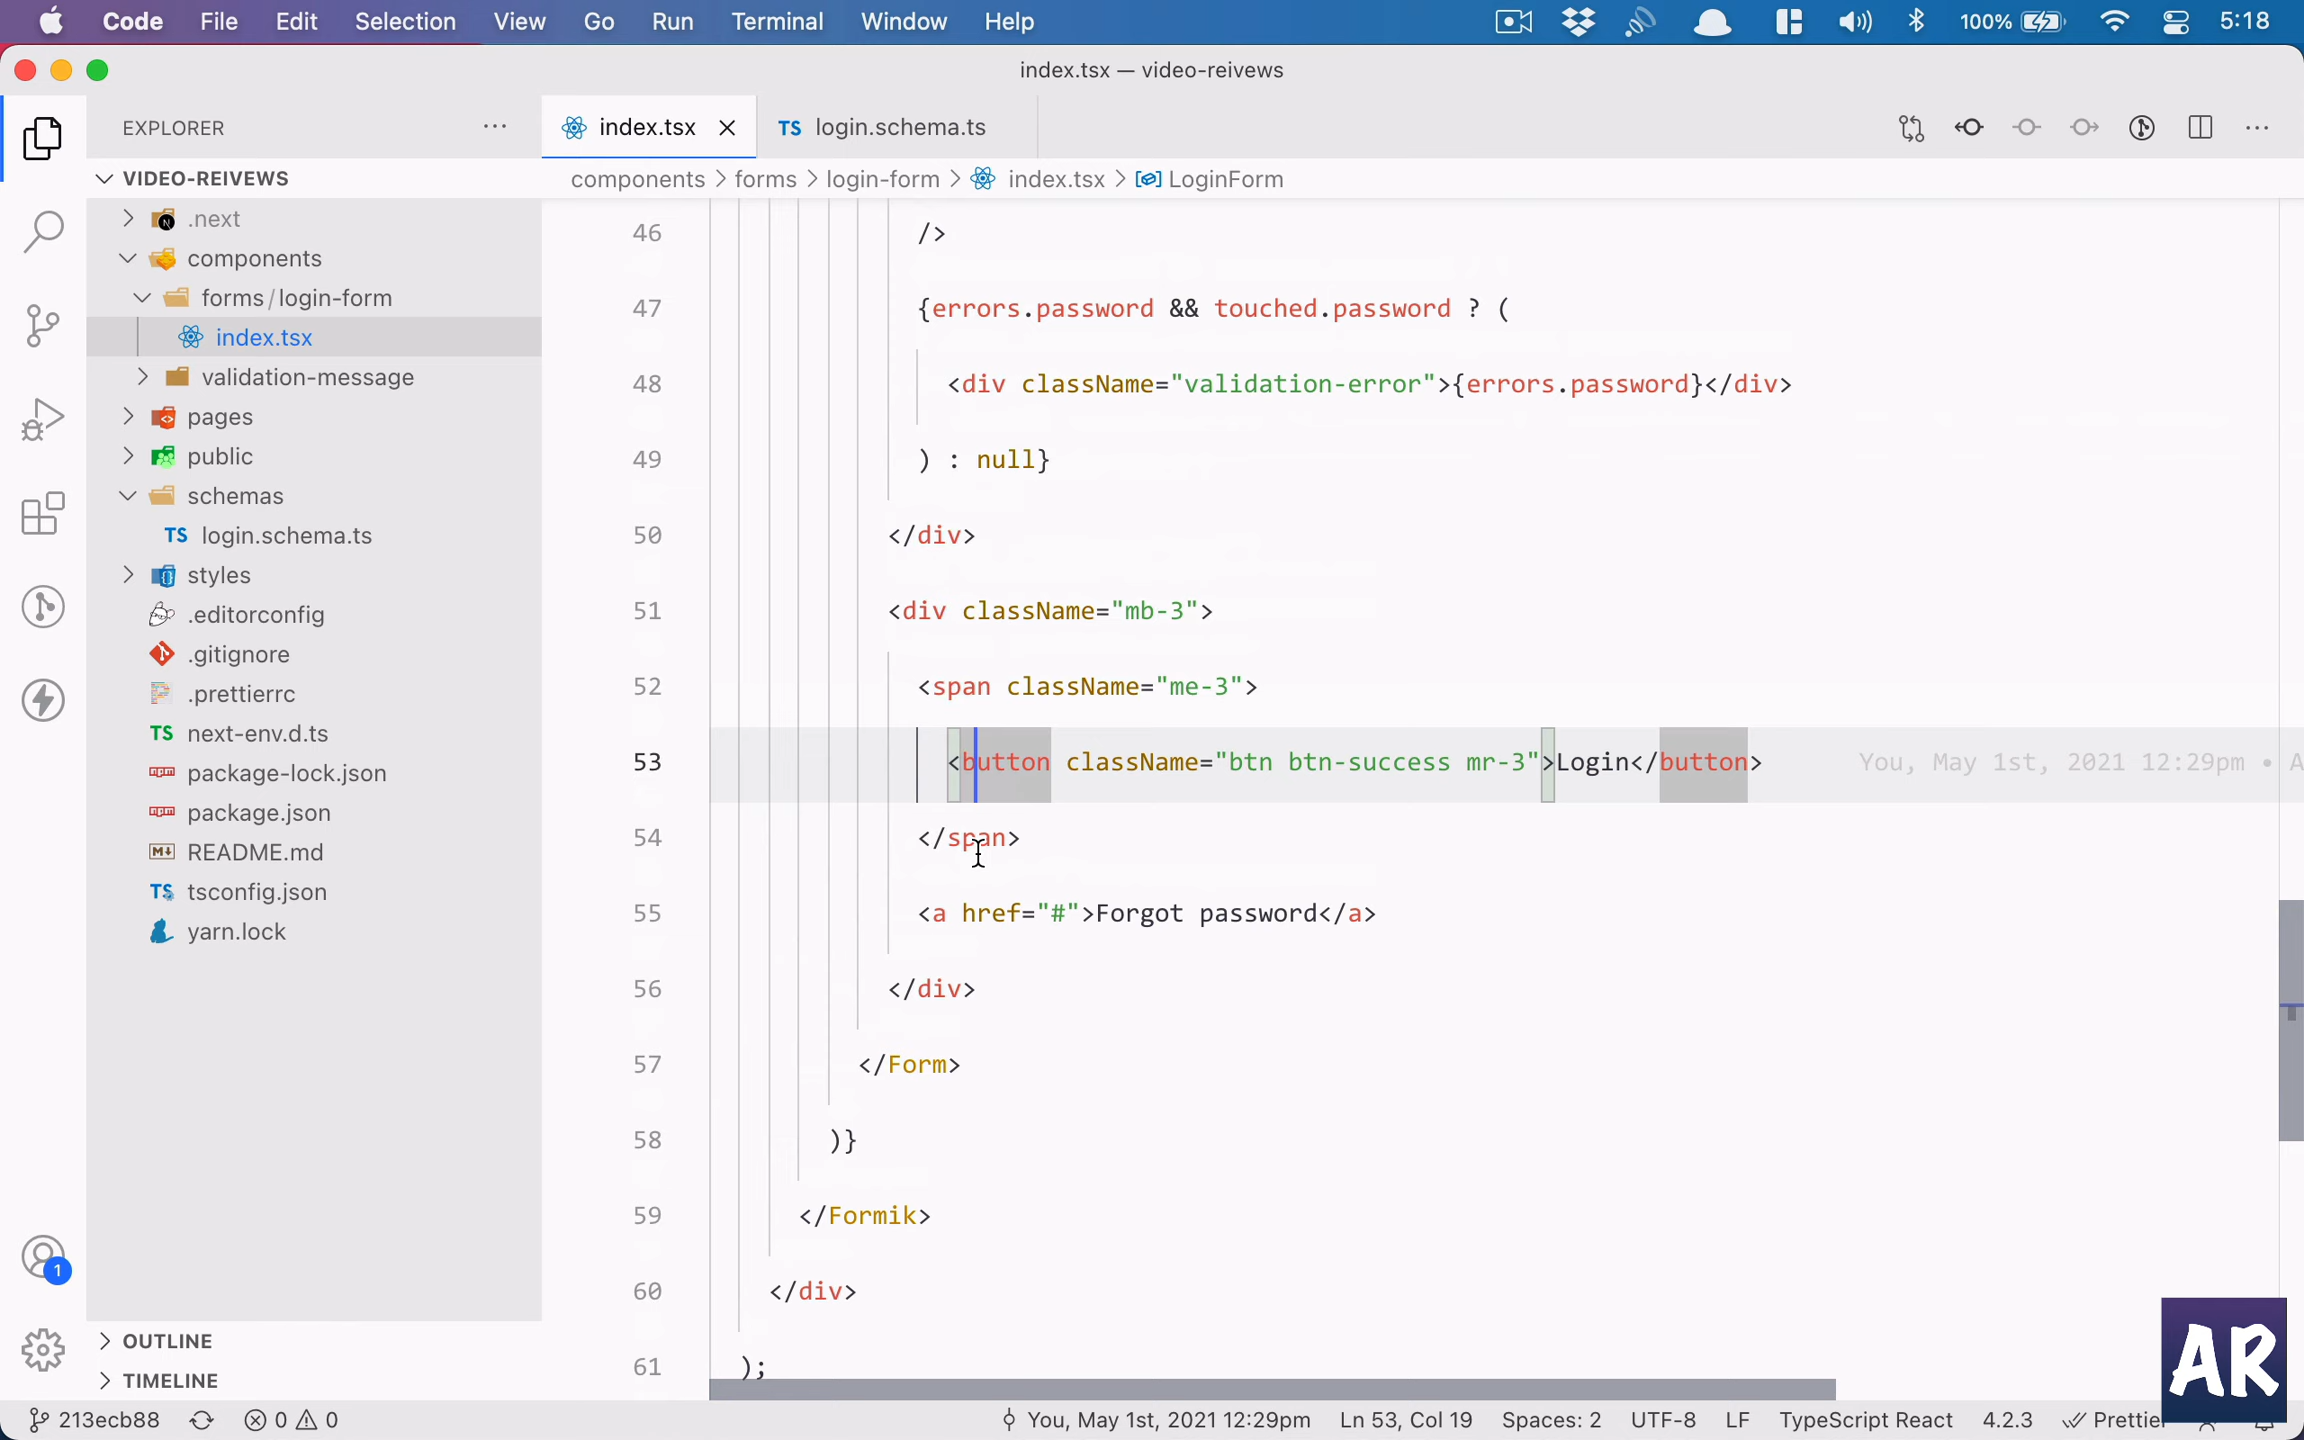 Code File Edit Selection View Go Run Terminal Window Help 100% 5:18
index.tsx — video-reivews
EXPLORER
index.tsx
TS login.schema.ts
VIDEO-REIVEWS
components > forms > login-form > index.tsx > LoginForm
.next
components
forms / login-form
index.tsx
validation-message
pages
public
schemas
TS login.schema.ts
styles
.editorconfig
.gitignore
.prettierrc
TS next-env.d.ts
package-lock.json
package.json
README.md
TS tsconfig.json
yarn.lock
1
OUTLINE
TIMELINE
46 />
47 {errors.password && touched.password ? (
48 <div className="validation-error">{errors.password}</div>
49 ) : null}
50 </div>
51 <div className="mb-3">
52 <span className="me-3">
53 <button className="btn btn-success mr-3">Login</button> You, May 1st, 2021 12:29pm • A
54 </span>
55 <a href="#">Forgot password</a>
56 </div>
57 </Form>
58 )}
59 </Formik>
60 </div>
61 );
AR
213ecb88 0 0 You, May 1st, 2021 12:29pm Ln 53, Col 19 Spaces: 2 UTF-8 LF TypeScript React 4.2.3 Prettier